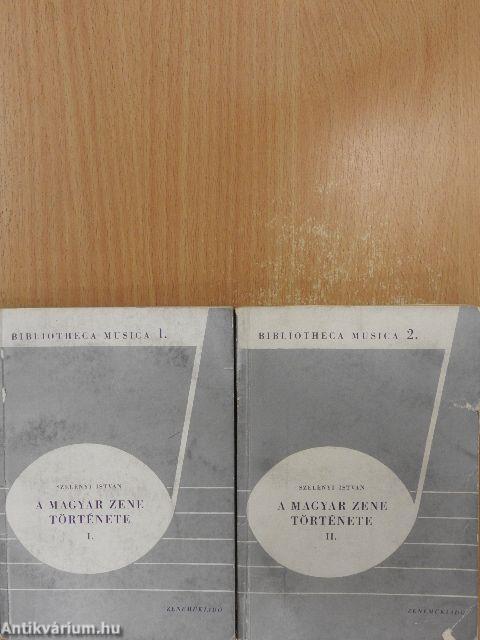 BIBLIOTHECA MUSICA 1.
SZELÉNYI ISTVÁN
A MAGYAR ZENE
TÖRTÉNETE
I.
ZENEMŰKIADÓ
BIBLIOTHECA MUSICA 2.
SZELÉNYI ISTVÁN
A MAGYAR ZENE
TÖRTÉNETE
II.
ZENEMŰKIADÓ
Antikvárium.hu